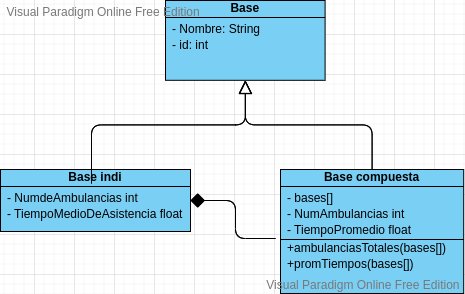 Visual Paradigm Online Free Edition
Base
- Nombre: String
- id: int
Base indi
- NumdeAmbulancias int
- TiempoMedioDeAsistencia float
Base compuesta
- bases[]
- NumAmbulancias int
- TiempoPromedio float
+ambulanciasTotales(bases[])
+promTiempos(bases[])
Visual Paradigm Online Free Edition